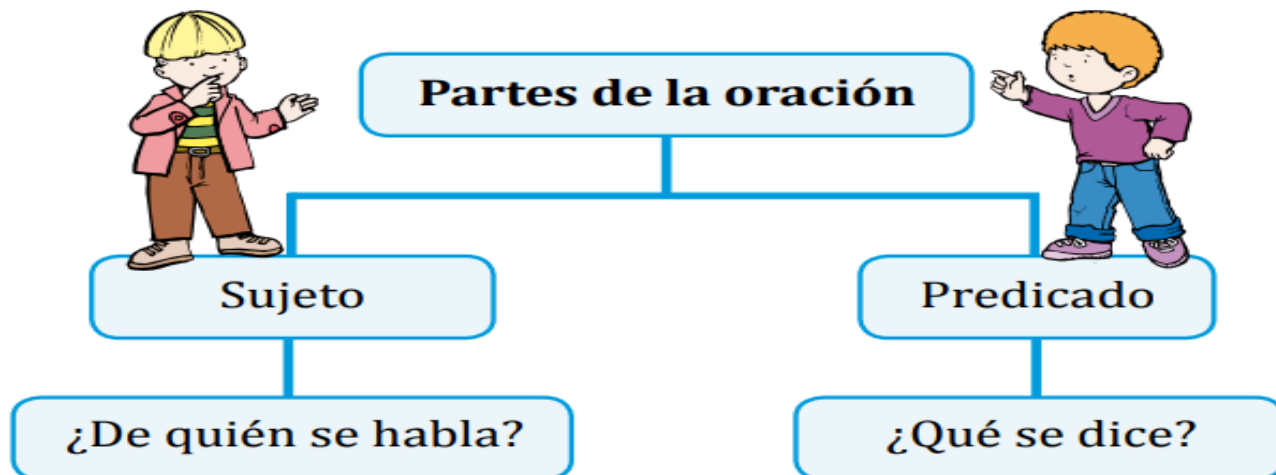 Partes de la oración
Sujeto
Predicado
¿De quién se habla?
¿Qué se dice?